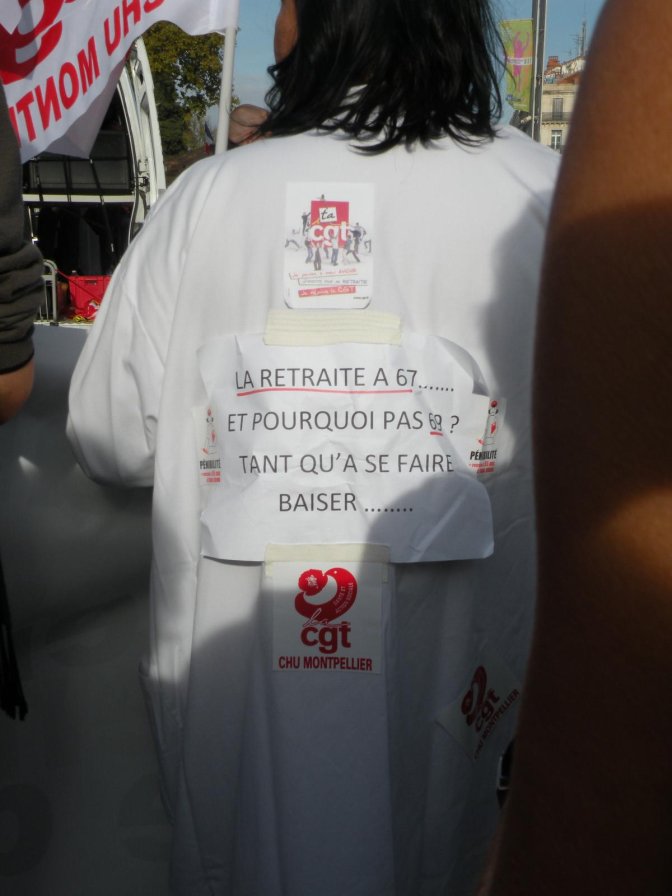 CHU MONT
ta
cgt
LA RETRAITE A 67.......
ET POURQUOI PAS 69 ?
TANT QU'A SE FAIRE
BAISER ........
PÉNIBILITÉ
PÉNIBILITÉ
la
cgt
CHU MONTPELLIER
cgt
CHU MONTPELLIER